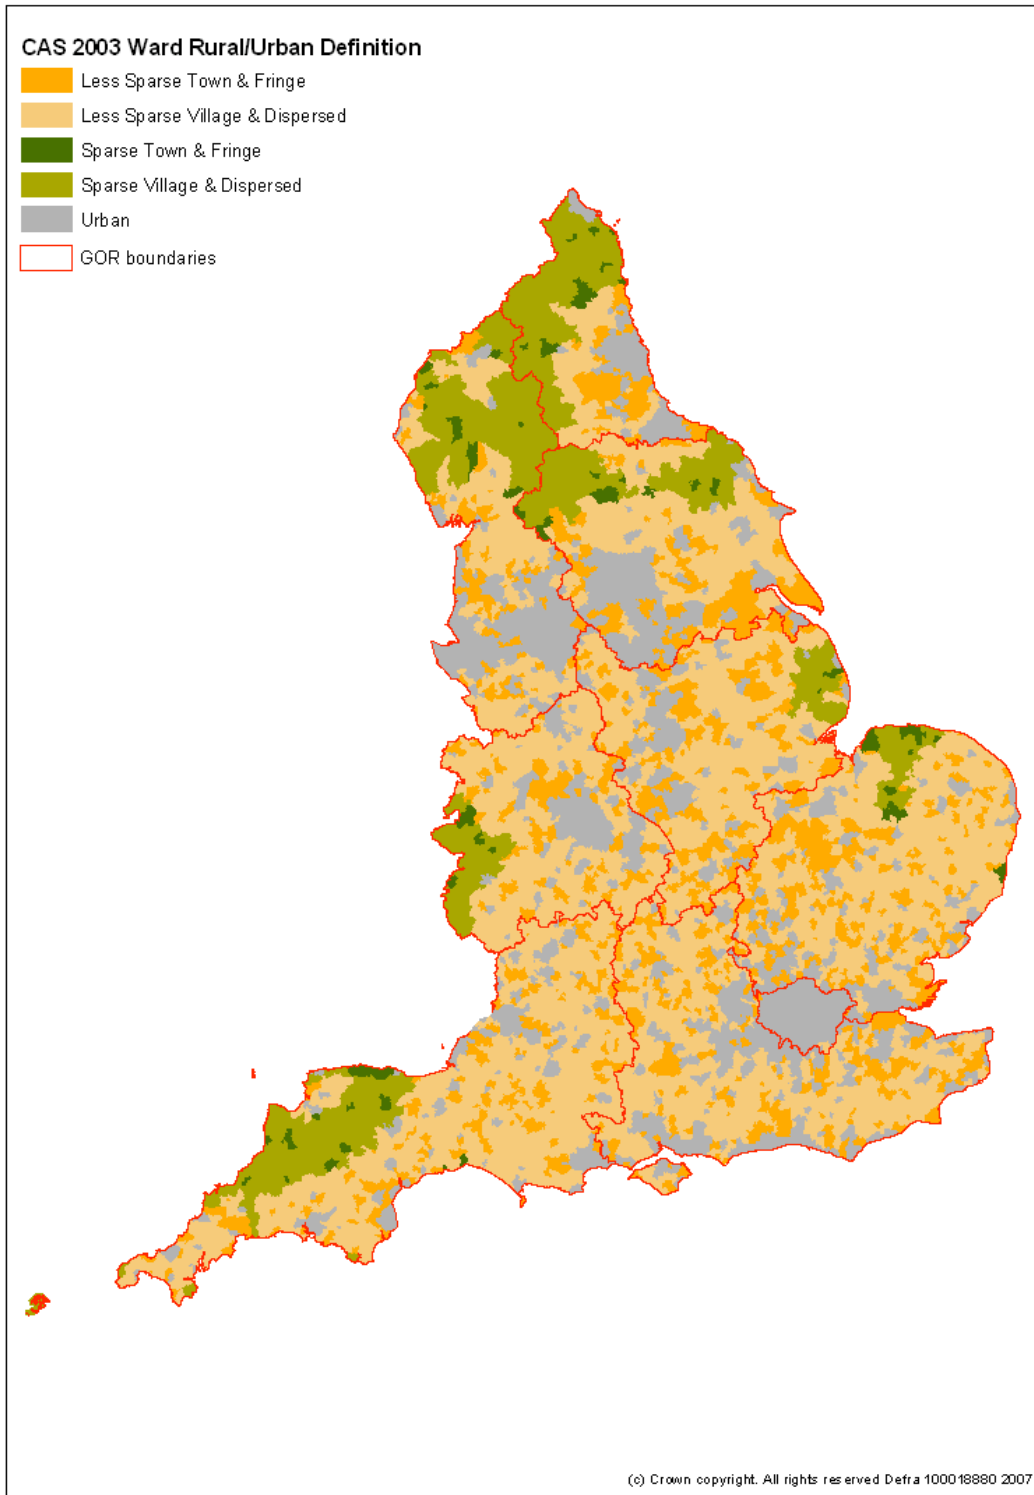 CAS 2003 Ward Rural/Urban Definition
Less Sparse Town & Fringe
Less Sparse Village & Dispersed
Sparse Town & Fringe
Sparse Village & Dispersed
Urban
GOR boundaries
(c) Crown copyright. All rights reserved Defra 100018880 2007